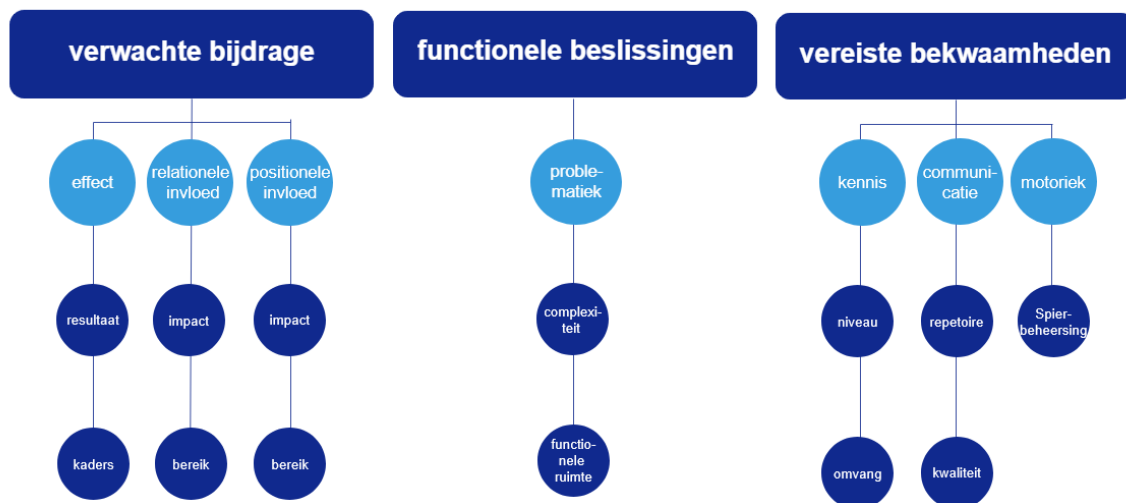 verwachte bijdrage
functionele beslissingen
vereiste bekwaamheden
effect
relationele
invloed
positionele
invloed
proble-
matiek
kennis
communi-
catie
motoriek
resultaat
impact
impact
complexi-
teit
niveau
repetoire
Spier-
beheersing
kaders
bereik
bereik
functio-
nele
ruimte
omvang
kwaliteit